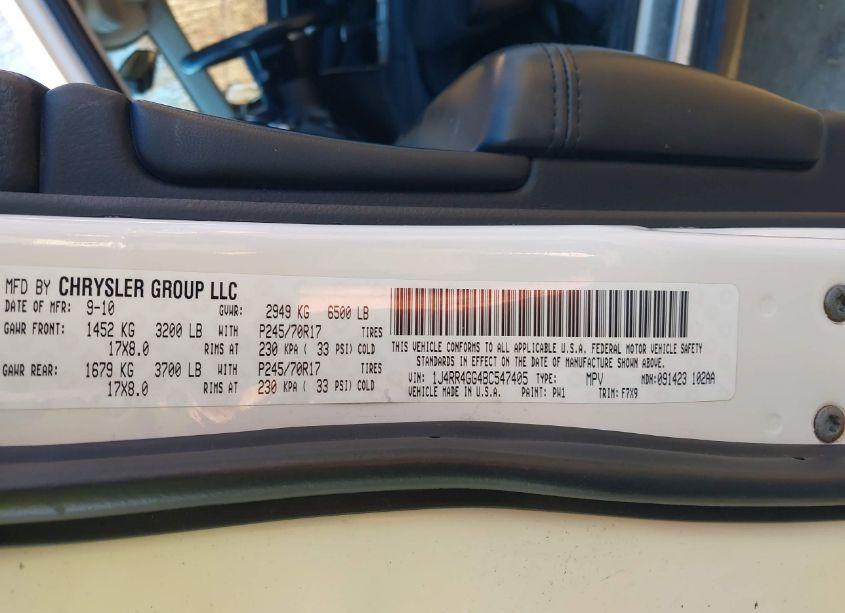 MFD BY CHRYSLER GROUP LLC
DATE OF MFR: 9-10 GVWR: 2949 KG 6500 LB
GAWR FRONT: 1452 KG 3200 LB WITH P245/70R17 TIRES
17X8.0 RIMS AT 230 KPA ( 33 PSI) COLD
GAWR REAR: 1679 KG 3700 LB WITH P245/70R17 TIRES
17X8.0 RIMS AT 230 KPA ( 33 PSI) COLD
THIS VEHICLE CONFORMS TO ALL APPLICABLE U.S.A. FEDERAL MOTOR VEHICLE SAFETY
STANDARDS IN EFFECT ON THE DATE OF MANUFACTURE SHOWN ABOVE.
VIN: 1J4RR4GG4BC547405 TYPE: MPV MDH: 091423 102AA
VEHICLE MADE IN U.S.A. PAINT: PW1 TRIM: F7X9